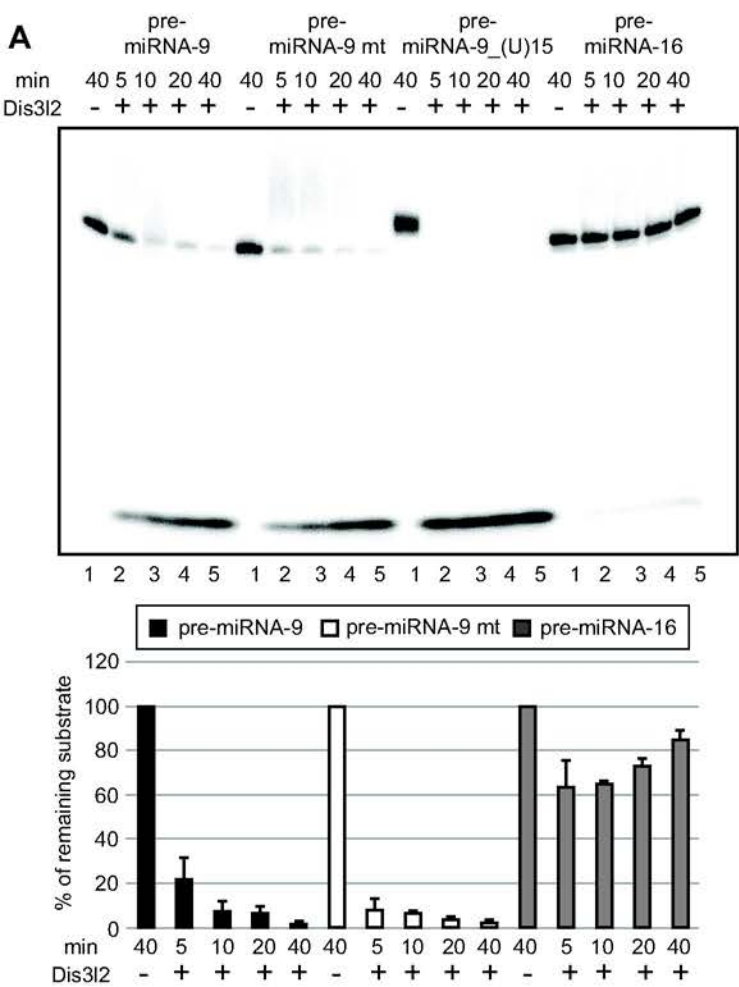 A
pre- pre- pre- pre-
miRNA-9 miRNA-9 mt miRNA-9_(U)15 miRNA-16
min 40 5 10 20 40 40 5 10 20 40 40 5 10 20 40 40 5 10 20 40
Dis3l2 - + + + + - + + + + - + + + + - + + + +
1 2 3 4 5 1 2 3 4 5 1 2 3 4 5 1 2 3 4 5
pre-miRNA-9 pre-miRNA-9 mt pre-miRNA-16
% of remaining substrate
120
100
80
60
40
20
0
min 40 5 10 20 40 40 5 10 20 40 40 5 10 20 40
Dis3l2 - + + + + - + + + + - + + + +